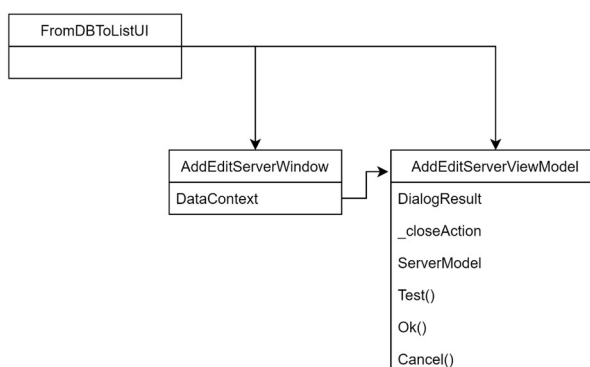 FromDBToListUI
AddEditServerWindow
DataContext
AddEditServerViewModel
DialogResult
_closeAction
ServerModel
Test()
Ok()
Cancel()